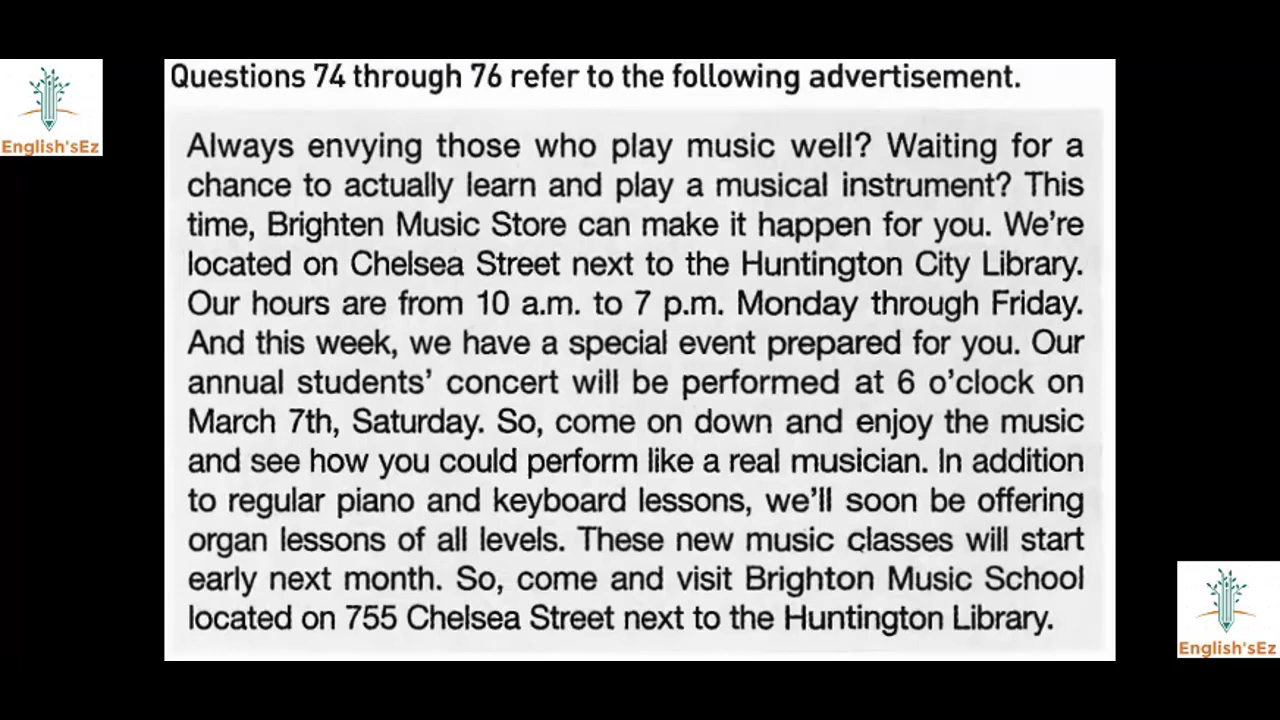 Questions 74 through 76 refer to the following advertisement.
English'sEz
Always envying those who play music well? Waiting for a
chance to actually learn and play a musical instrument? This
time, Brighten Music Store can make it happen for you. We're
located on Chelsea Street next to the Huntington City Library.
Our hours are from 10 a.m. to 7 p.m. Monday through Friday.
And this week, we have a special event prepared for you. Our
annual students' concert will be performed at 6 o'clock on
March 7th, Saturday. So, come on down and enjoy the music
and see how you could perform like a real musician. In addition
to regular piano and keyboard lessons, we'll soon be offering
organ lessons of all levels. These new music classes will start
early next month. So, come and visit Brighton Music School
located on 755 Chelsea Street next to the Huntington Library.
English'sEz